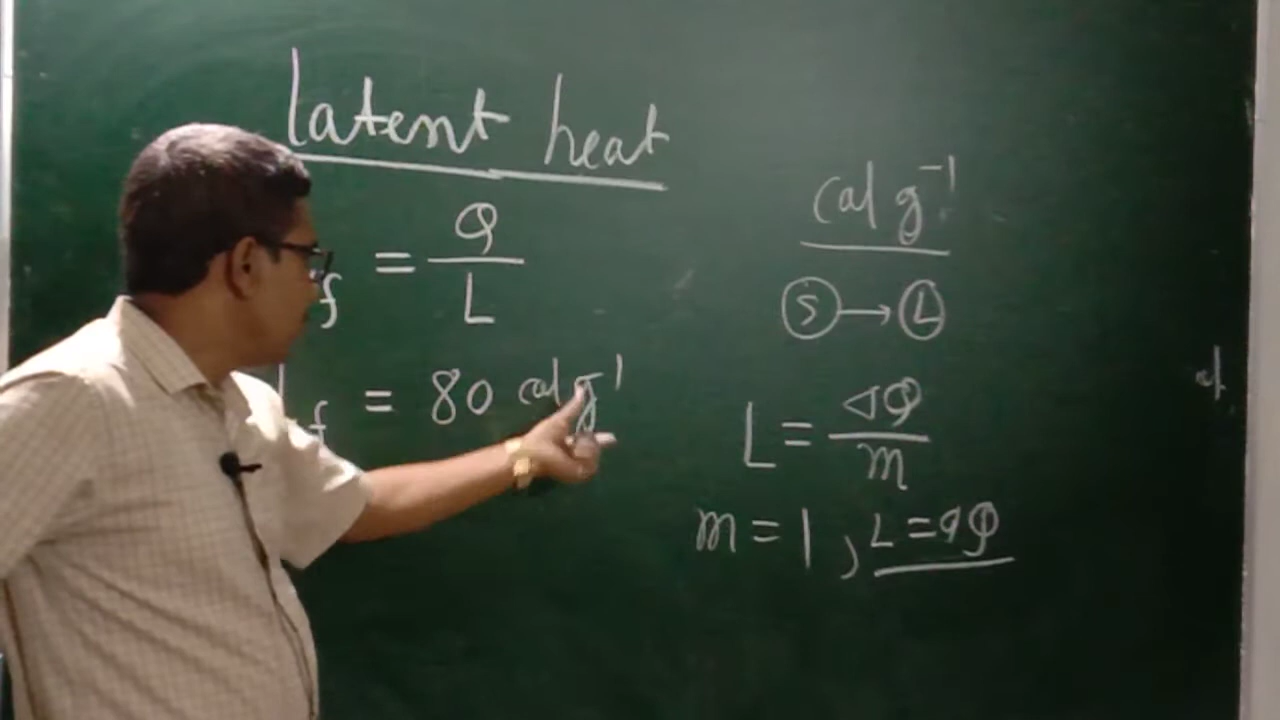 Latent heat
f = Q/L
L f = 80 cal g⁻¹
cal g⁻¹
S → L
L = ΔQ/m
m = 1, L = ΔQ